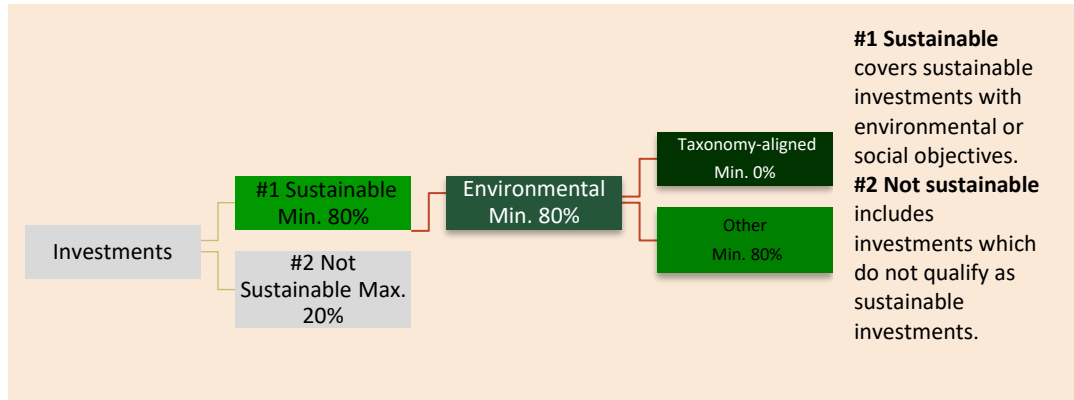 Investments
#1 Sustainable
Min. 80%
#2 Not
Sustainable Max.
20%
Environmental
Min. 80%
Taxonomy-aligned
Min. 0%
Other
Min. 80%
#1 Sustainable
covers sustainable
investments with
environmental or
social objectives.
#2 Not sustainable
includes
investments which
do not qualify as
sustainable
investments.